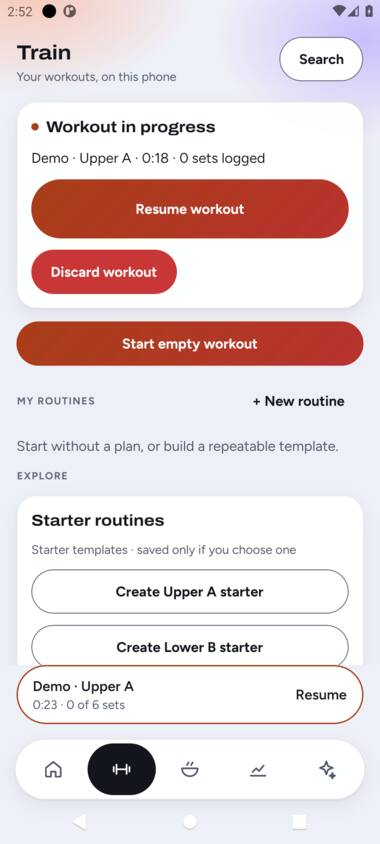 2:52
Train
Search
Your workouts, on this phone
Workout in progress
Demo · Upper A · 0:18 · 0 sets logged
Resume workout
Discard workout
Start empty workout
MY ROUTINES
+ New routine
Start without a plan, or build a repeatable template.
EXPLORE
Starter routines
Starter templates · saved only if you choose one
Create Upper A starter
Create Lower B starter
Demo · Upper A
0:23 · 0 of 6 sets
Resume